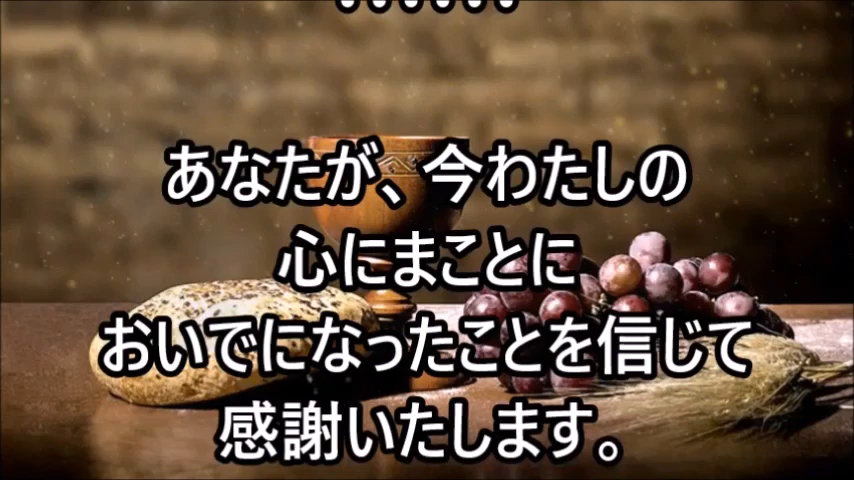 あなたが、今わたしの
心にまことに
おいでになったことを信じて
感謝いたします。